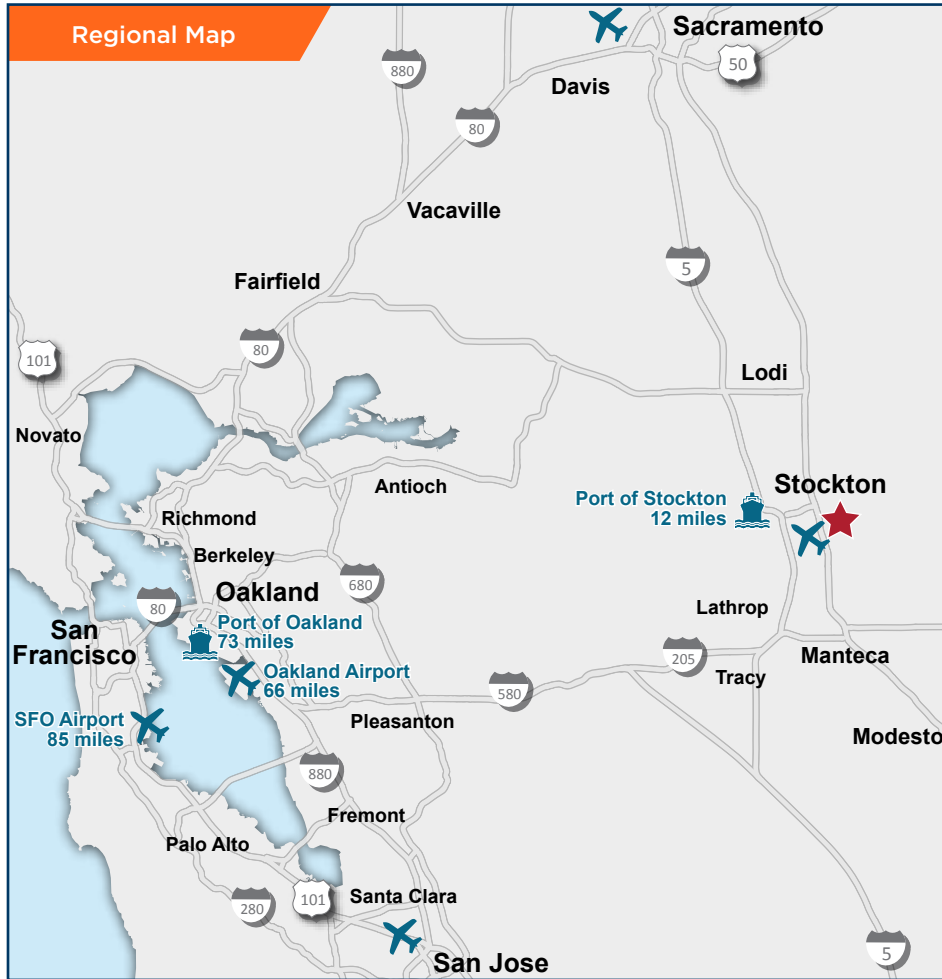 Regional Map
Sacramento
50
880
Davis
80
Vacaville
5
Fairfield
80
101
Lodi
Novato
Antioch
Stockton
Port of Stockton
12 miles
Richmond
Berkeley
680
80
Oakland
Lathrop
Port of Oakland
73 miles
San
Francisco
205
Manteca
Oakland Airport
66 miles
Tracy
580
SFO Airport
85 miles
Pleasanton
Modesto
880
Fremont
Palo Alto
Santa Clara
101
280
5
San Jose